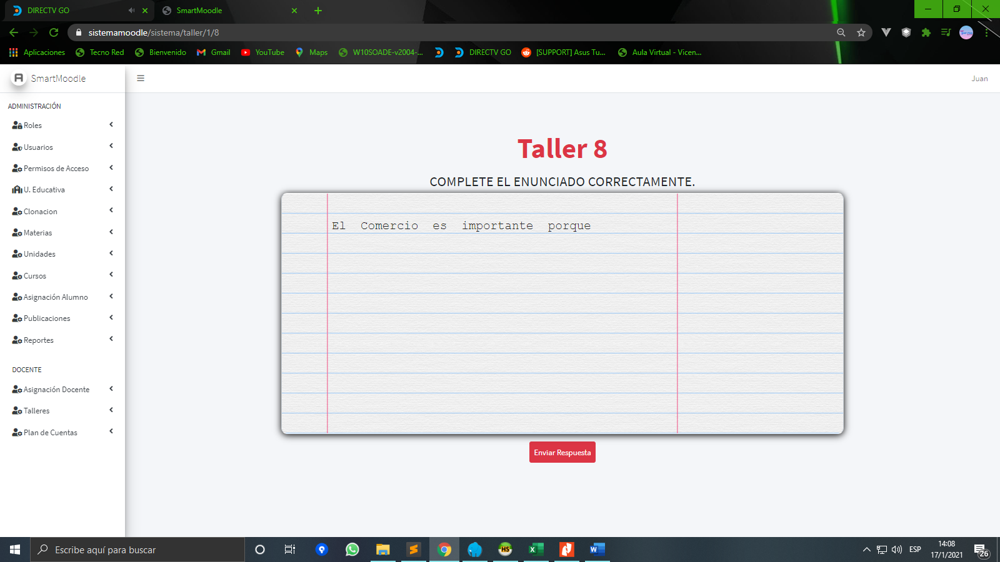 DIRECTV GO
SmartMoodle
sistemamoodle/sistema/taller/1/8
Aplicaciones
Tecno Red
Bienvenido
Gmail
YouTube
Maps
W10SOADE-v2004-...
DIRECTV GO
[SUPPORT] Asus Tu...
Aula Virtual - Vicen...
SmartMoodle
Juan
ADMINISTRACIÓN
Roles
Usuarios
Permisos de Acceso
U. Educativa
Clonacion
Materias
Unidades
Cursos
Asignación Alumno
Publicaciones
Reportes
DOCENTE
Asignación Docente
Talleres
Plan de Cuentas
Taller 8
COMPLETE EL ENUNCIADO CORRECTAMENTE.
El Comercio es importante porque
Enviar Respuesta
Escribe aquí para buscar
ESP
14:08
17/1/2021
26